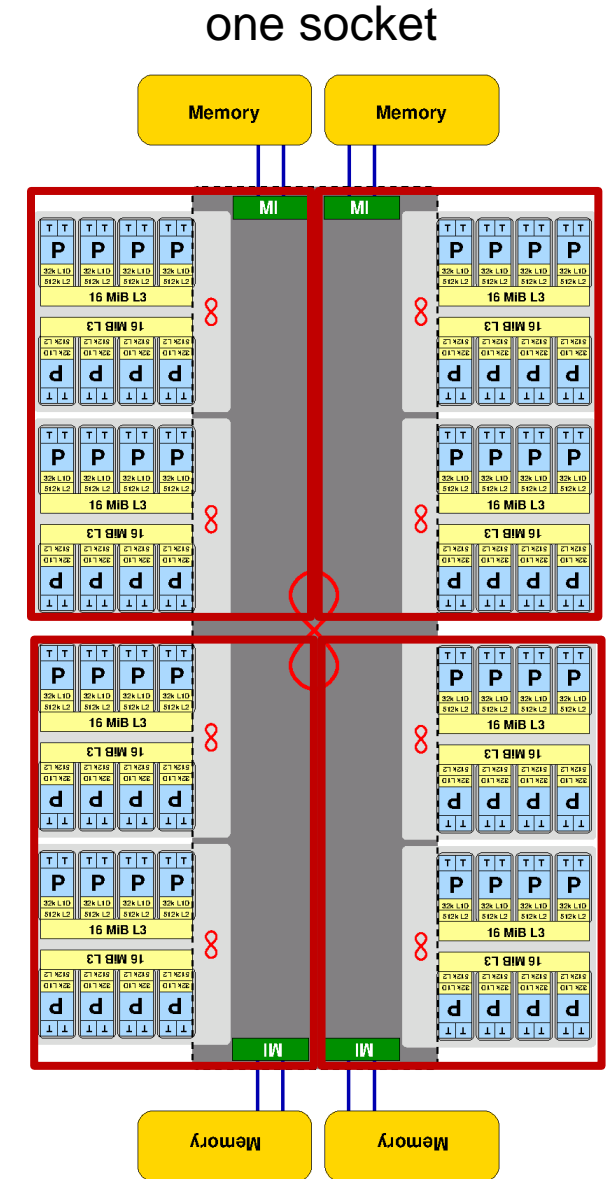 one socket
Memory Memory
MI MI
T T T T T T T T T T T T T T T T
P P P P P P P P
32k L1D 32k L1D 32k L1D 32k L1D 32k L1D 32k L1D 32k L1D 32k L1D
512k L2 512k L2 512k L2 512k L2 512k L2 512k L2 512k L2 512k L2
16 MiB L3 16 MiB L3
16 MiB L3 16 MiB L3
512k L2 512k L2 512k L2 512k L2 512k L2 512k L2 512k L2 512k L2
32k L1D 32k L1D 32k L1D 32k L1D 32k L1D 32k L1D 32k L1D 32k L1D
P P P P P P P P
T T T T T T T T T T T T T T T T
T T T T T T T T T T T T T T T T
P P P P P P P P
32k L1D 32k L1D 32k L1D 32k L1D 32k L1D 32k L1D 32k L1D 32k L1D
512k L2 512k L2 512k L2 512k L2 512k L2 512k L2 512k L2 512k L2
16 MiB L3 16 MiB L3
16 MiB L3 16 MiB L3
512k L2 512k L2 512k L2 512k L2 512k L2 512k L2 512k L2 512k L2
32k L1D 32k L1D 32k L1D 32k L1D 32k L1D 32k L1D 32k L1D 32k L1D
P P P P P P P P
T T T T T T T T T T T T T T T T
T T T T T T T T T T T T T T T T
P P P P P P P P
32k L1D 32k L1D 32k L1D 32k L1D 32k L1D 32k L1D 32k L1D 32k L1D
512k L2 512k L2 512k L2 512k L2 512k L2 512k L2 512k L2 512k L2
16 MiB L3 16 MiB L3
16 MiB L3 16 MiB L3
512k L2 512k L2 512k L2 512k L2 512k L2 512k L2 512k L2 512k L2
32k L1D 32k L1D 32k L1D 32k L1D 32k L1D 32k L1D 32k L1D 32k L1D
P P P P P P P P
T T T T T T T T T T T T T T T T
T T T T T T T T T T T T T T T T
P P P P P P P P
32k L1D 32k L1D 32k L1D 32k L1D 32k L1D 32k L1D 32k L1D 32k L1D
512k L2 512k L2 512k L2 512k L2 512k L2 512k L2 512k L2 512k L2
16 MiB L3 16 MiB L3
16 MiB L3 16 MiB L3
512k L2 512k L2 512k L2 512k L2 512k L2 512k L2 512k L2 512k L2
32k L1D 32k L1D 32k L1D 32k L1D 32k L1D 32k L1D 32k L1D 32k L1D
P P P P P P P P
T T T T T T T T T T T T T T T T
MI MI
Memory Memory